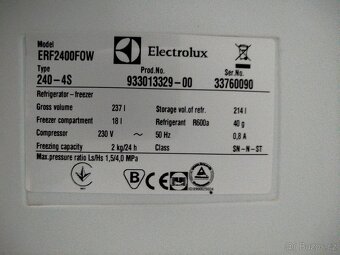 Model
ERF2400FOW
Electrolux
Type
240-4S
Prod.No.
933013329-00
Ser.No.
33760090
Refrigerator - freezer
Gross volume 237 l Storage vol.of refr. 214 l
Freezer compartment 18 l Refrigerant R600a 40 g
Compressor 230 V ~ 50 Hz 0,8 A
Freezing capacity 2 kg/24 h Class SN-N-ST
Max.pressure ratio Ls/Hs 1,5/4,0 MPa
B CE